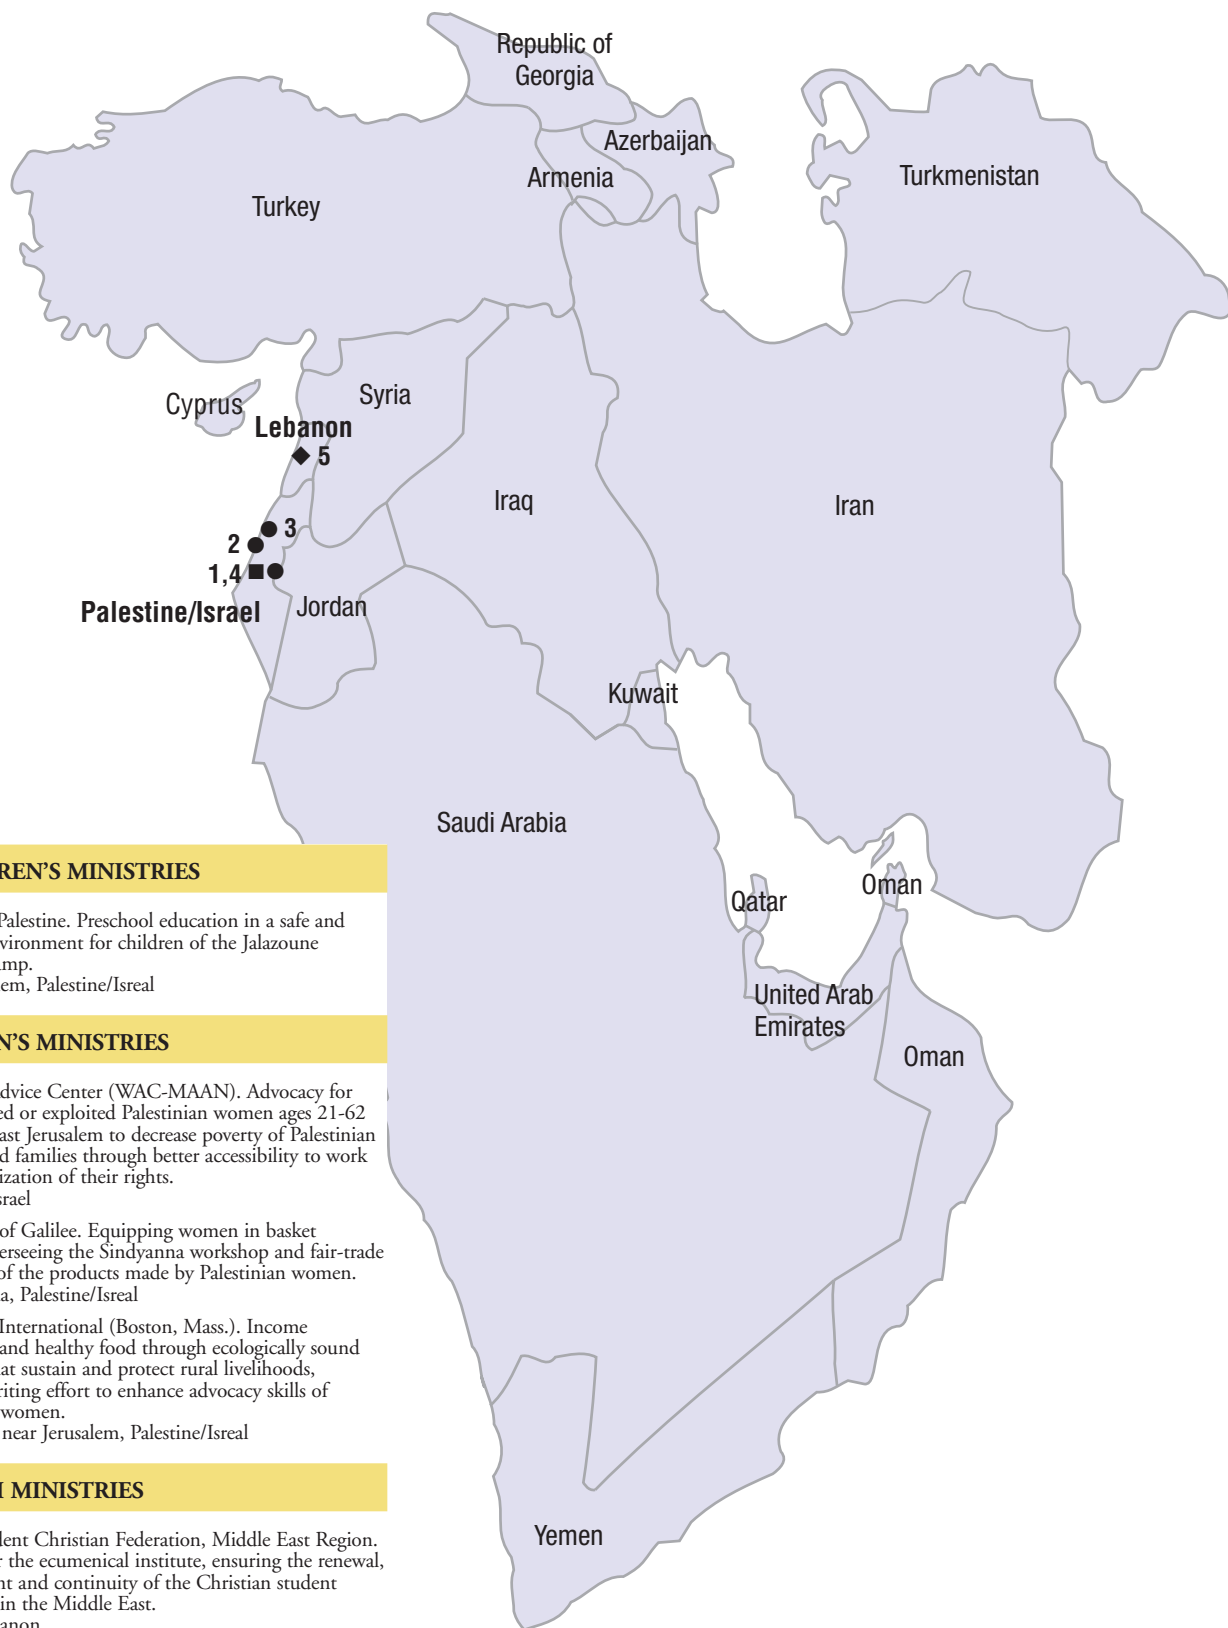 Republic of
Georgia
Azerbaijan
Armenia
Turkmenistan
Turkey
Syria
Cyprus
Lebanon
5
Iraq
Iran
3
2
1,4
Palestine/Israel
Jordan
Kuwait
Saudi Arabia
Qatar
Oman
United Arab
Emirates
Oman
Yemen
REN’S MINISTRIES
Palestine. Preschool education in a safe and
vironment for children of the Jalazoune
mp.
em, Palestine/Isreal
N’S MINISTRIES
dvice Center (WAC-MAAN). Advocacy for
ed or exploited Palestinian women ages 21-62
ast Jerusalem to decrease poverty of Palestinian
d families through better accessibility to work
ization of their rights.
srael
of Galilee. Equipping women in basket
erseeing the Sindyanna workshop and fair-trade
of the products made by Palestinian women.
a, Palestine/Isreal
International (Boston, Mass.). Income
and healthy food through ecologically sound
at sustain and protect rural livelihoods,
riting effort to enhance advocacy skills of
women.
near Jerusalem, Palestine/Isreal
MINISTRIES
dent Christian Federation, Middle East Region.
r the ecumenical institute, ensuring the renewal,
nt and continuity of the Christian student
in the Middle East.
anon